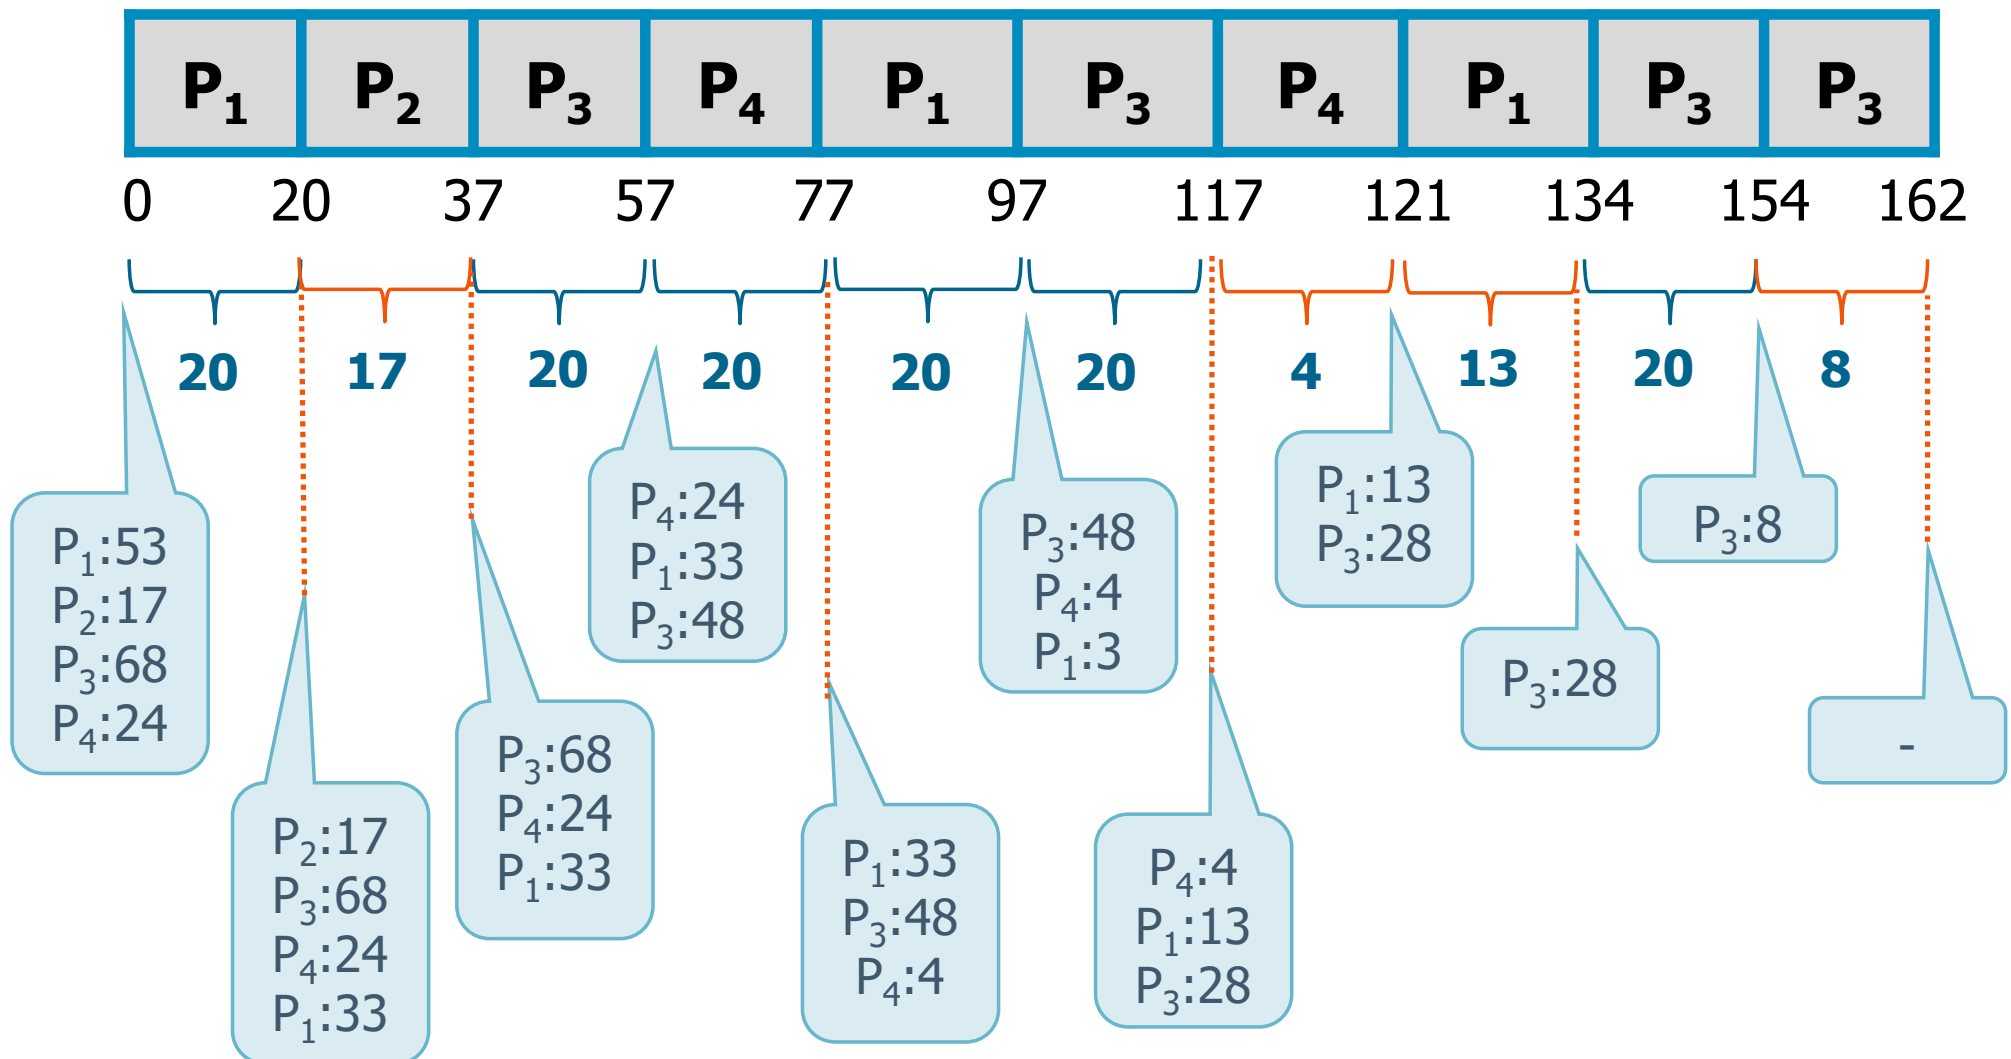 P₁ P₂ P₃ P₄ P₁ P₃ P₄ P₁ P₃ P₃
0 20 37 57 77 97 117 121 134 154 162
20 17 20 20 20 20 4 13 20 8
P₁:53
P₂:17
P₃:68
P₄:24
P₂:17
P₃:68
P₄:24
P₁:33
P₃:68
P₄:24
P₁:33
P₄:24
P₁:33
P₃:48
P₁:33
P₃:48
P₄:4
P₃:48
P₄:4
P₁:3
P₄:4
P₁:13
P₃:28
P₁:13
P₃:28
P₃:28
P₃:8
-